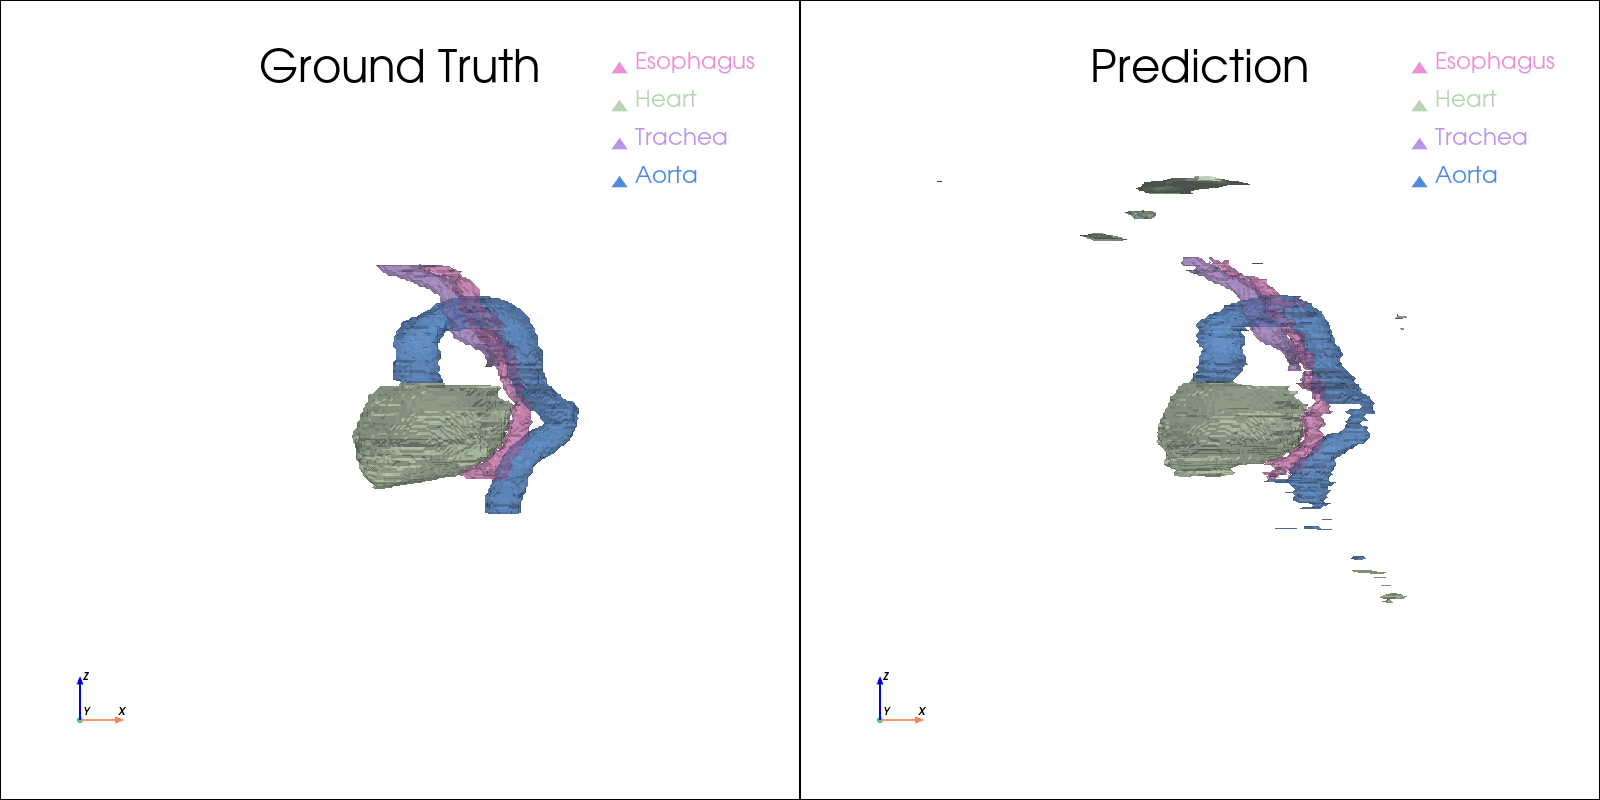 Ground Truth
Esophagus
Heart
Trachea
Aorta
Z
Y
X
Prediction
Esophagus
Heart
Trachea
Aorta
Z
Y
X